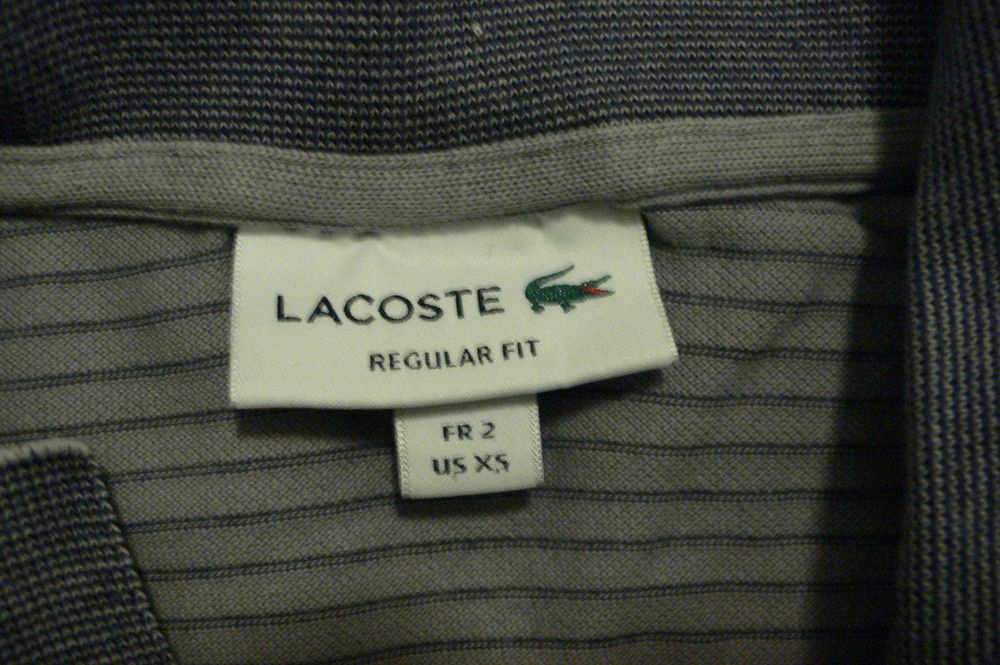 LACOSTE
REGULAR FIT
FR 2
US XS